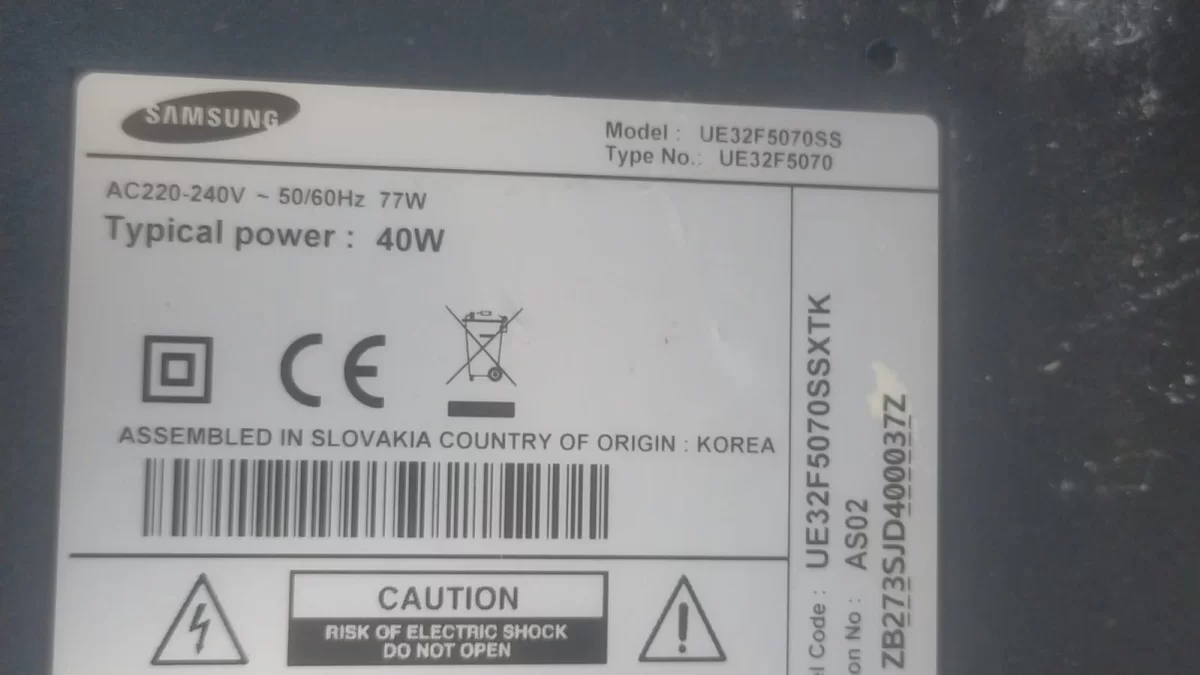 SAMSUNG
Model : UE32F5070SS
Type No.: UE32F5070
AC220-240V ~ 50/60Hz 77W
Typical power : 40W
CE
ASSEMBLED IN SLOVAKIA COUNTRY OF ORIGIN : KOREA
CAUTION
RISK OF ELECTRIC SHOCK
DO NOT OPEN
Code : UE32F5070SSXTK
No : AS02
ZB273SJD400037Z